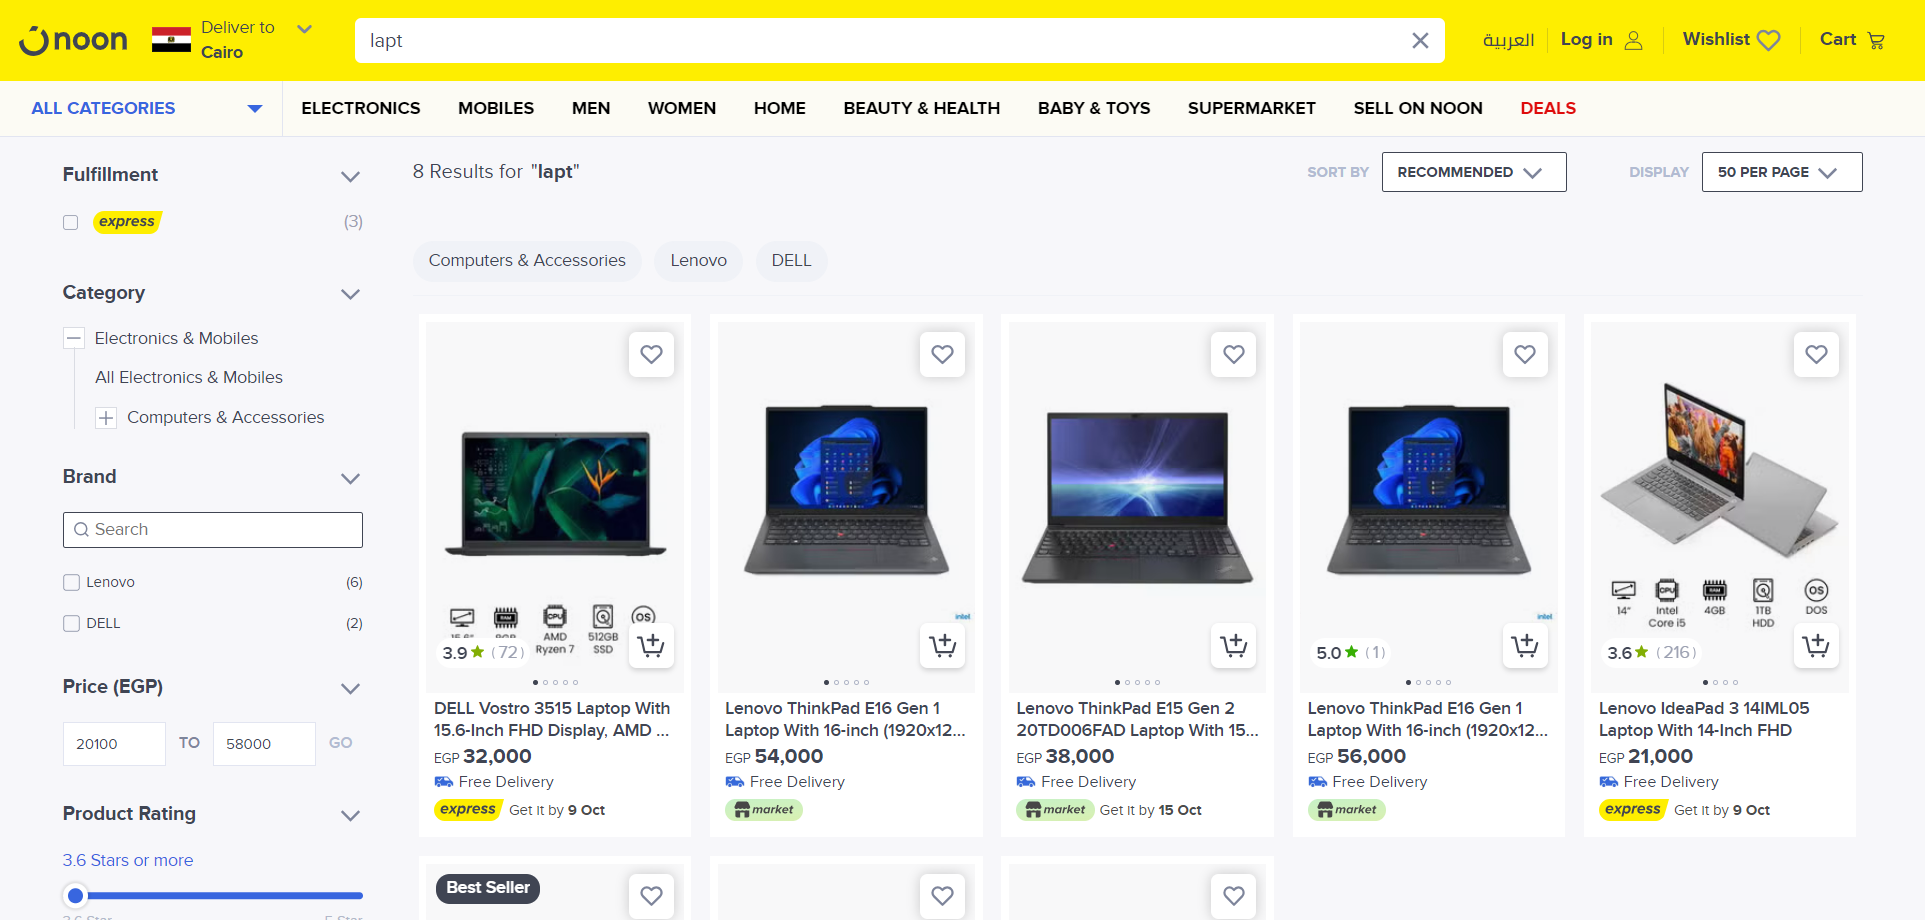 noon
Deliver to
Cairo
lapt
العربية
Log in
Wishlist
Cart
ALL CATEGORIES
ELECTRONICS
MOBILES
MEN
WOMEN
HOME
BEAUTY & HEALTH
BABY & TOYS
SUPERMARKET
SELL ON NOON
DEALS
Fulfillment
express (3)
Category
Electronics & Mobiles
All Electronics & Mobiles
Computers & Accessories
Brand
Search
Lenovo (6)
DELL (2)
Price (EGP)
20100 TO 58000 GO
Product Rating
3.6 Stars or more
3.6 Star
5 Star
8 Results for "lapt"
SORT BY RECOMMENDED
DISPLAY 50 PER PAGE
Computers & Accessories
Lenovo
DELL
AMD Ryzen 7
512GB SSD
OS
3.9 (72)
DELL Vostro 3515 Laptop With
15.6-Inch FHD Display, AMD ...
EGP 32,000
Free Delivery
express Get it by 9 Oct
intel
Lenovo ThinkPad E16 Gen 1
Laptop With 16-inch (1920x12...
EGP 54,000
Free Delivery
market
Lenovo ThinkPad E15 Gen 2
20TD006FAD Laptop With 15...
EGP 38,000
Free Delivery
market Get it by 15 Oct
intel
5.0 (1)
Lenovo ThinkPad E16 Gen 1
Laptop With 16-inch (1920x12...
EGP 56,000
Free Delivery
market
14"
Intel Core i5
4GB
1TB HDD
OS
DOS
3.6 (216)
Lenovo IdeaPad 3 14IML05
Laptop With 14-Inch FHD
EGP 21,000
Free Delivery
express Get it by 9 Oct
Best Seller